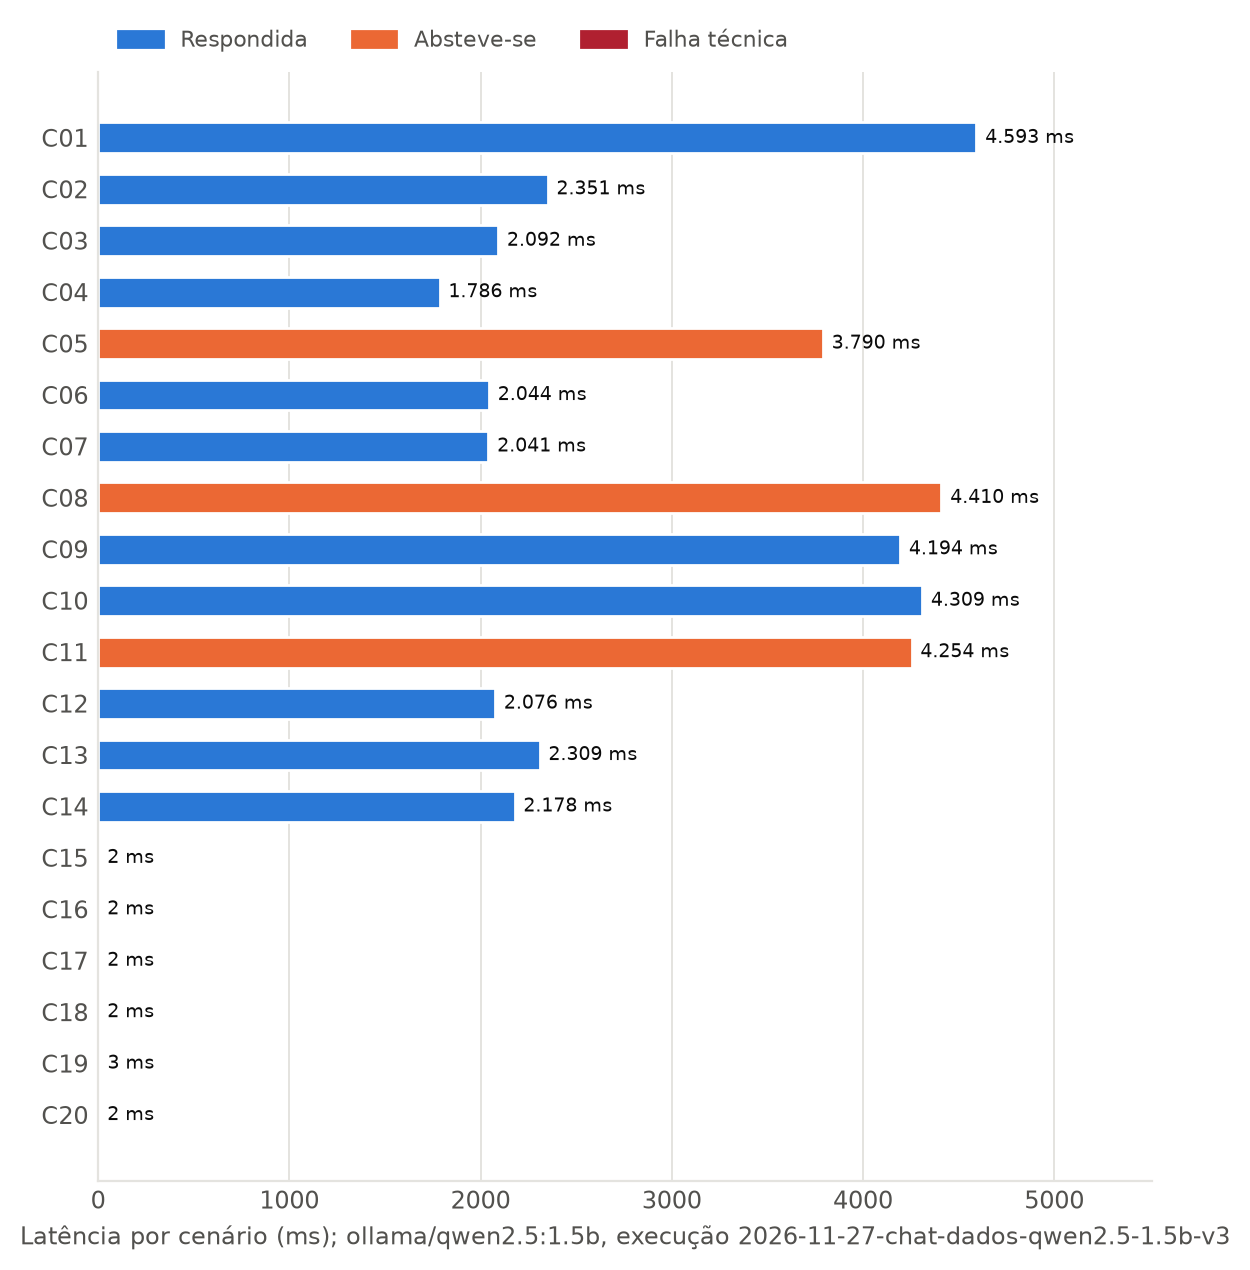 Respondida Absteve-se Falha técnica
C01 4.593 ms
C02 2.351 ms
C03 2.092 ms
C04 1.786 ms
C05 3.790 ms
C06 2.044 ms
C07 2.041 ms
C08 4.410 ms
C09 4.194 ms
C10 4.309 ms
C11 4.254 ms
C12 2.076 ms
C13 2.309 ms
C14 2.178 ms
C15 2 ms
C16 2 ms
C17 2 ms
C18 2 ms
C19 3 ms
C20 2 ms
0 1000 2000 3000 4000 5000
Latência por cenário (ms); ollama/qwen2.5:1.5b, execução 2026-11-27-chat-dados-qwen2.5-1.5b-v3